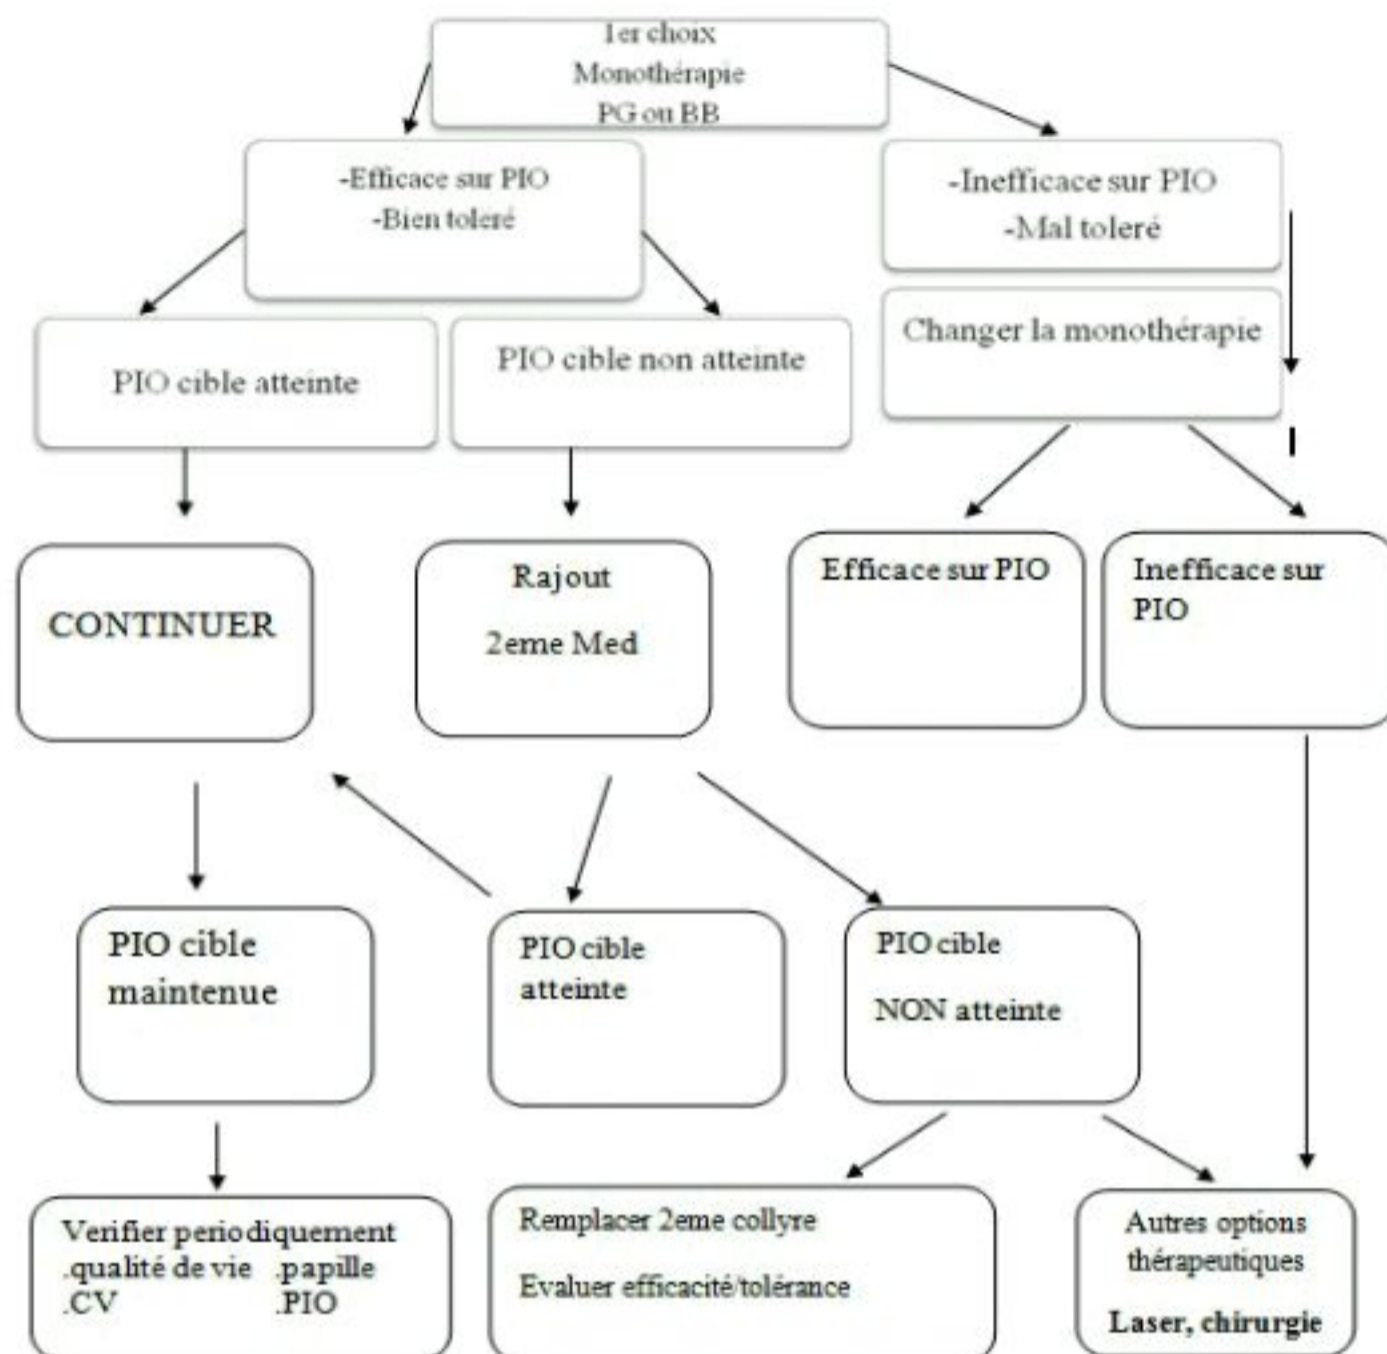 1er choix
Monothérapie
PG ou BB
-Efficace sur PIO
-Bien toleré
-Inefficace sur PIO
-Mal toleré
Changer la monothérapie
PIO cible atteinte
PIO cible non atteinte
CONTINUER
Rajout
2eme Med
Efficace sur PIO
Inefficace sur
PIO
PIO cible
maintenue
PIO cible
atteinte
PIO cible
NON atteinte
Verifier periodiquement
.qualité de vie .papille
.CV .PIO
Remplacer 2eme collyre
Evaluer efficacité/tolérance
Autres options
thérapeutiques
Laser, chirurgie